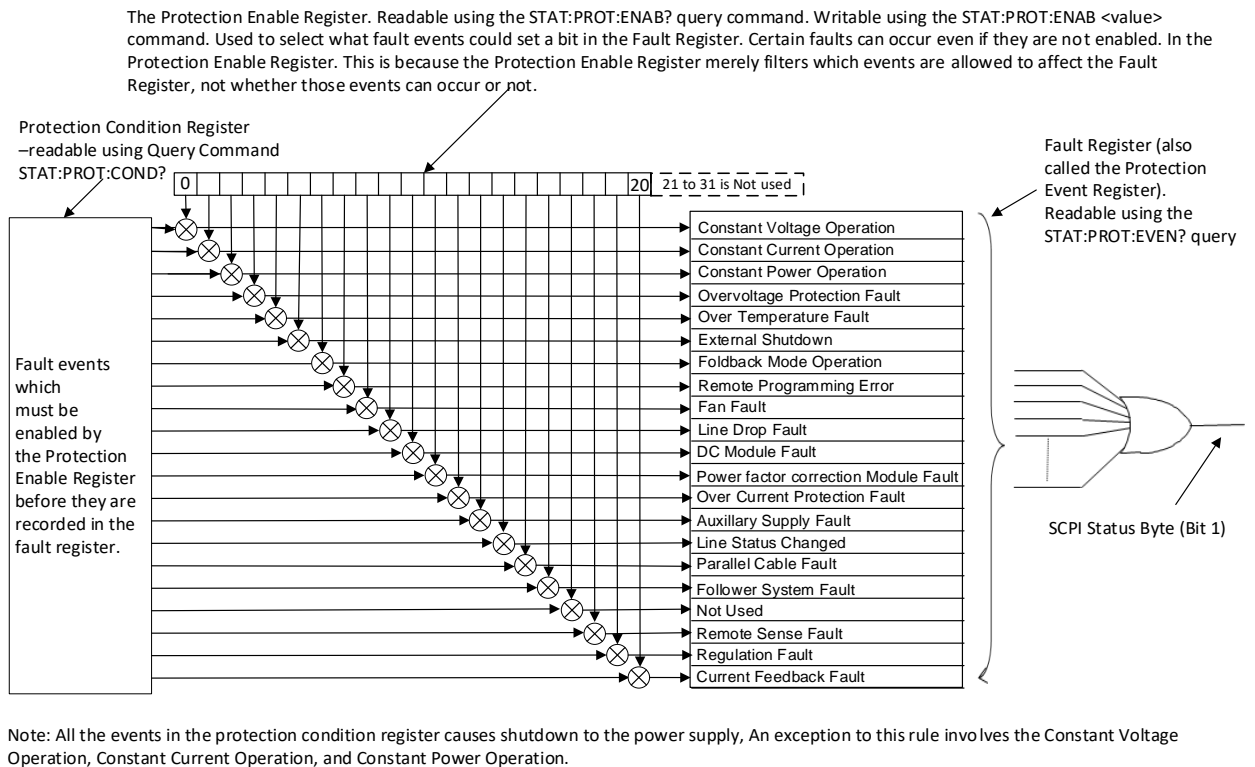 The Protection Enable Register. Readable using the STAT:PROT:ENAB? query command. Writable using the STAT:PROT:ENAB <value>
command. Used to select what fault events could set a bit in the Fault Register. Certain faults can occur even if they are not enabled. In the
Protection Enable Register. This is because the Protection Enable Register merely filters which events are allowed to affect the Fault
Register, not whether those events can occur or not.
Protection Condition Register
–readable using Query Command
STAT:PROT:COND?
0
20
21 to 31 is Not used
Fault Register (also
called the Protection
Event Register).
Readable using the
STAT:PROT:EVEN? query
Fault events
which
must be
enabled by
the Protection
Enable Register
before they are
recorded in the
fault register.
Constant Voltage Operation
Constant Current Operation
Constant Power Operation
Overvoltage Protection Fault
Over Temperature Fault
External Shutdown
Foldback Mode Operation
Remote Programming Error
Fan Fault
Line Drop Fault
DC Module Fault
Power factor correction Module Fault
Over Current Protection Fault
Auxillary Supply Fault
Line Status Changed
Parallel Cable Fault
Follower System Fault
Not Used
Remote Sense Fault
Regulation Fault
Current Feedback Fault
SCPI Status Byte (Bit 1)
Note: All the events in the protection condition register causes shutdown to the power supply, An exception to this rule involves the Constant Voltage
Operation, Constant Current Operation, and Constant Power Operation.